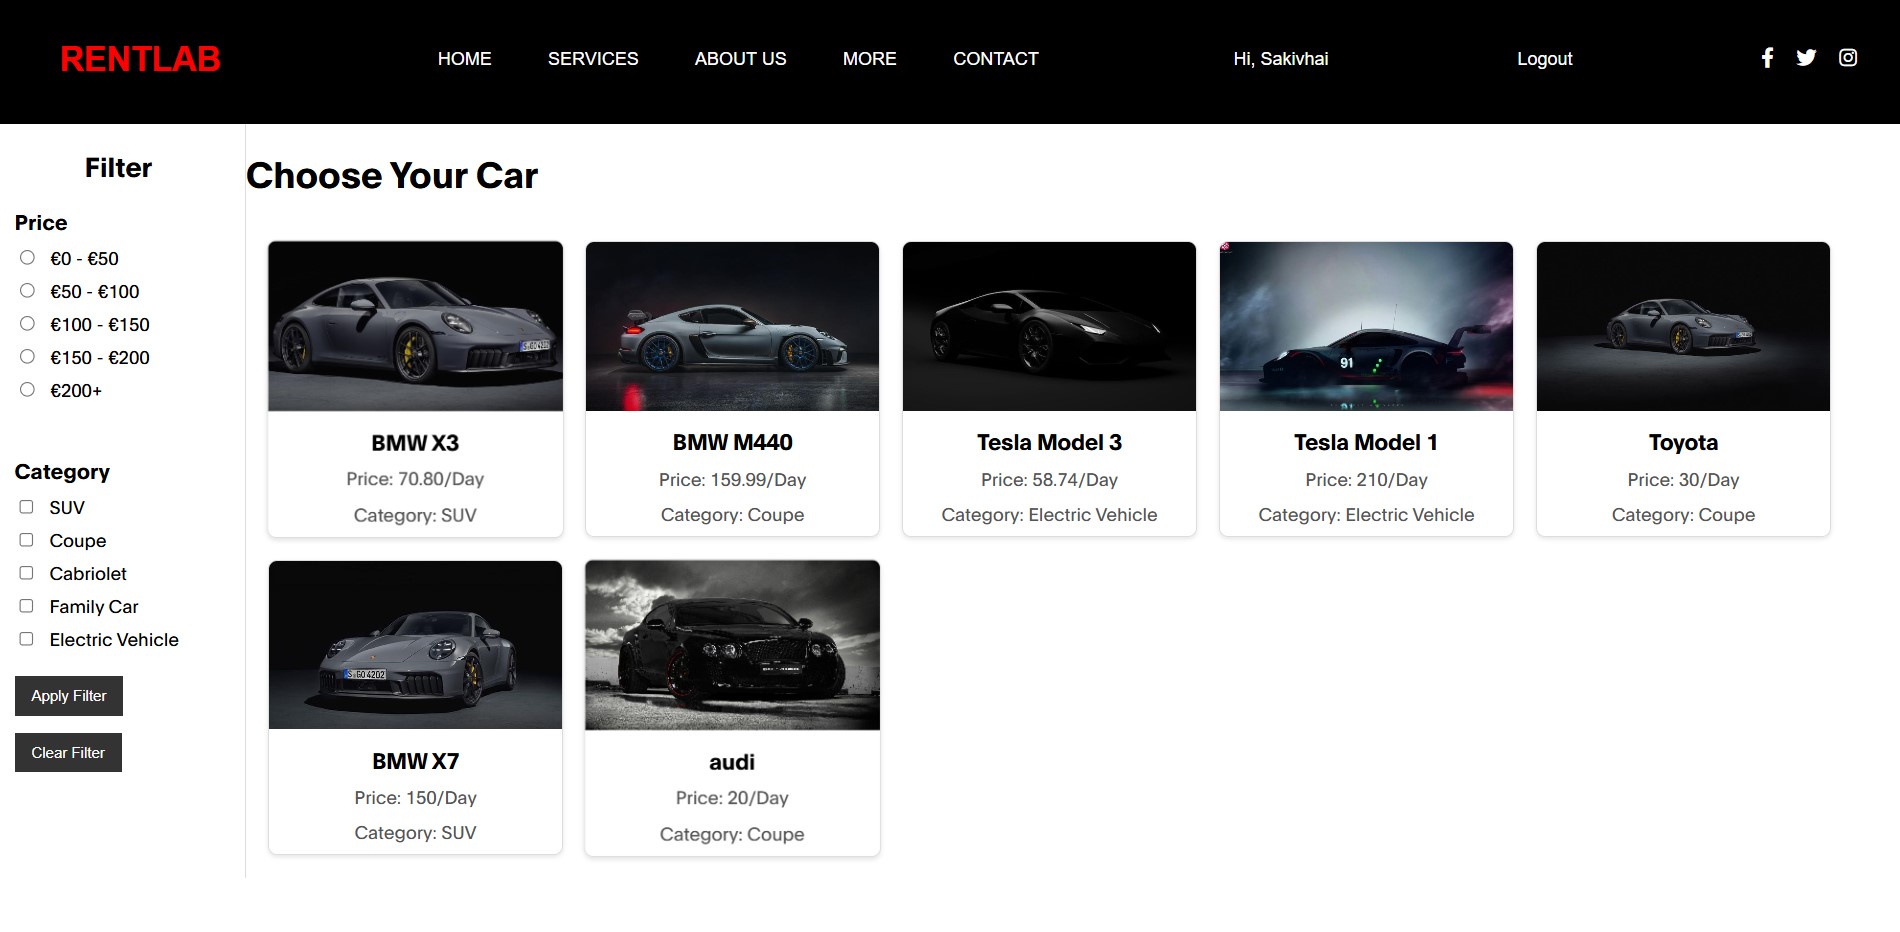 RENTLAB
HOME SERVICES ABOUT US MORE CONTACT Hi, Sakivhai Logout
Filter
Price
€0 - €50
€50 - €100
€100 - €150
€150 - €200
€200+
Category
SUV
Coupe
Cabriolet
Family Car
Electric Vehicle
Apply Filter
Clear Filter
Choose Your Car
BMW X3
Price: 70.80/Day
Category: SUV
91
BMW M440
Price: 159.99/Day
Category: Coupe
Tesla Model 3
Price: 58.74/Day
Category: Electric Vehicle
Tesla Model 1
Price: 210/Day
Category: Electric Vehicle
Toyota
Price: 30/Day
Category: Coupe
S GO 4202
BMW X7
Price: 150/Day
Category: SUV
audi
Price: 20/Day
Category: Coupe